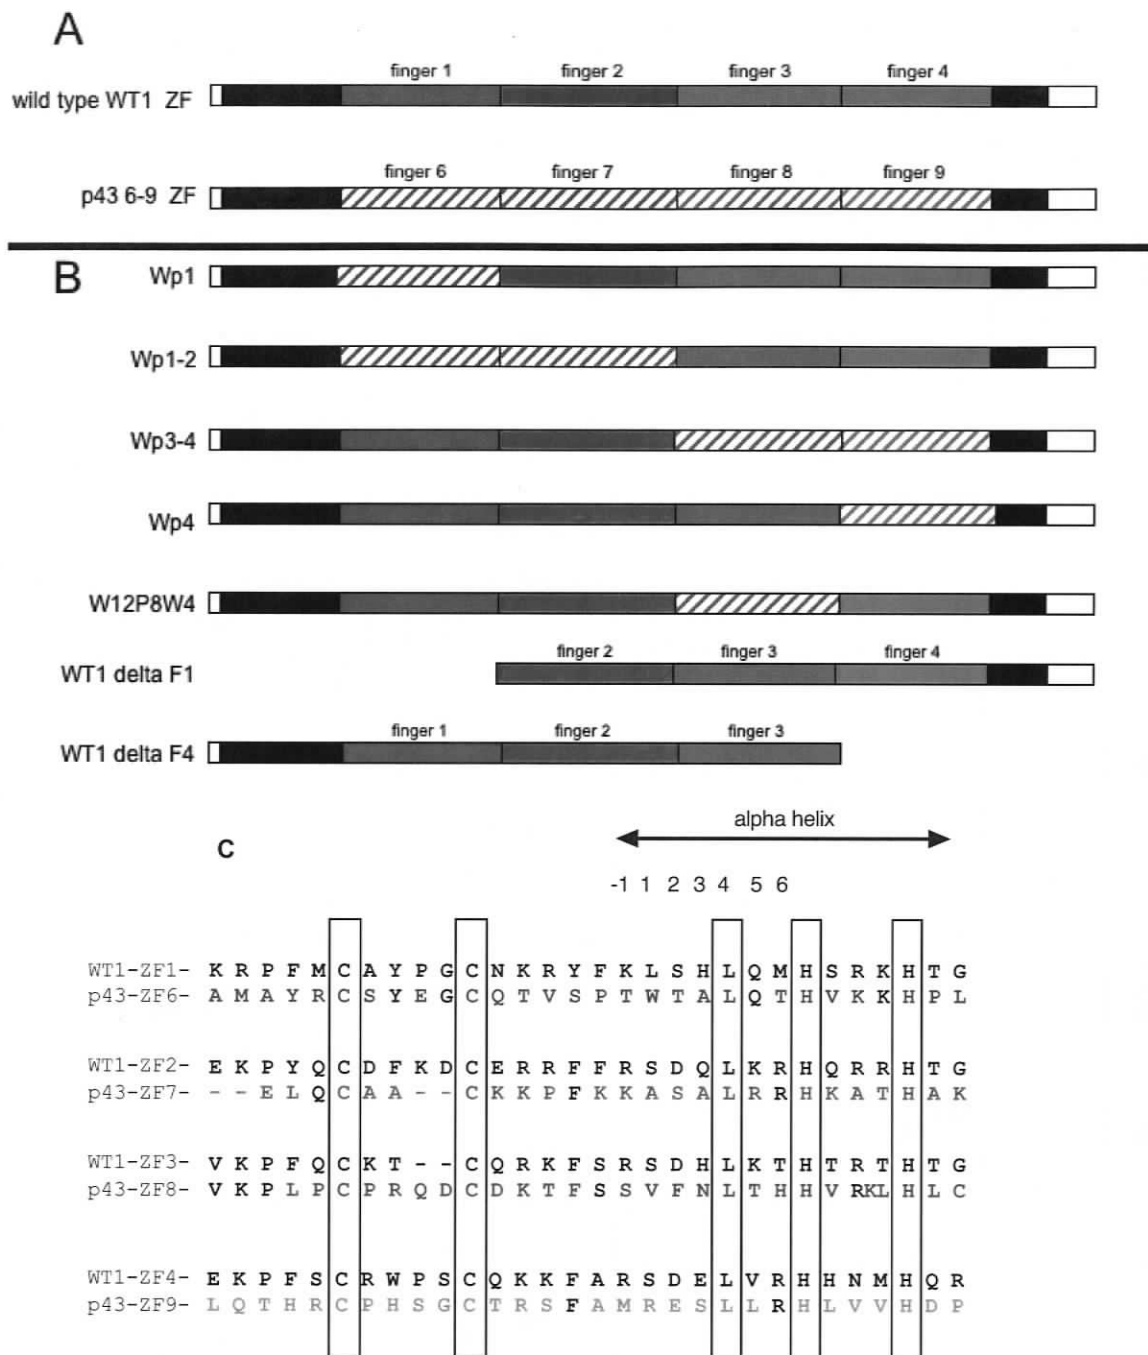 A
finger 1 finger 2 finger 3 finger 4
wild type WT1 ZF
finger 6 finger 7 finger 8 finger 9
p43 6-9 ZF
B
Wp1
Wp1-2
Wp3-4
Wp4
W12P8W4
finger 2 finger 3 finger 4
WT1 delta F1
finger 1 finger 2 finger 3
WT1 delta F4
alpha helix
C
-1 1 2 3 4 5 6
WT1-ZF1- K R P F M C A Y P G C N K R Y F K L S H L Q M H S R K H T G
p43-ZF6- A M A Y R C S Y E G C Q T V S P T W T A L Q T H V K K H P L
WT1-ZF2- E K P Y Q C D F K D C E R R F F R S D Q L K R H Q R R H T G
p43-ZF7- - - E L Q C A A - - C K K P F K K A S A L R R H K A T H A K
WT1-ZF3- V K P F Q C K T - - C Q R K F S R S D H L K T H T R T H T G
p43-ZF8- V K P L P C P R Q D C D K T F S S V F N L T H H V RKL H L C
WT1-ZF4- E K P F S C R W P S C Q K K F A R S D E L V R H H N M H Q R
p43-ZF9- L Q T H R C P H S G C T R S F A M R E S L L R H L V V H D P